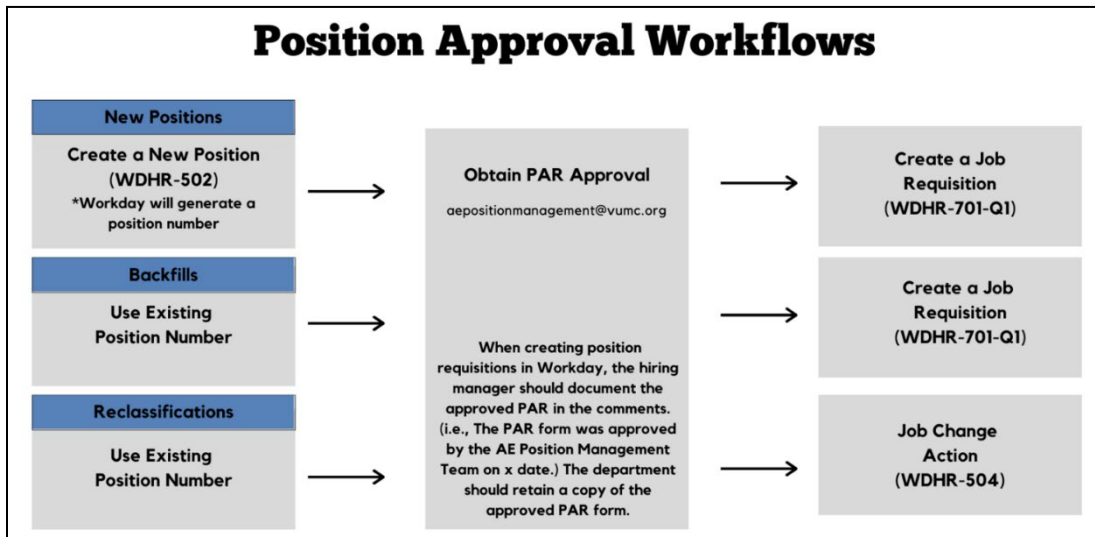 Position Approval Workflows
New Positions
Create a New Position
(WDHR-502)
*Workday will generate a
position number
Backfills
Use Existing
Position Number
Reclassifications
Use Existing
Position Number
Obtain PAR Approval
aepositionmanagement@vumc.org
When creating position
requisitions in Workday, the hiring
manager should document the
approved PAR in the comments.
(i.e., The PAR form was approved
by the AE Position Management
Team on x date.) The department
should retain a copy of the
approved PAR form.
Create a Job
Requisition
(WDHR-701-Q1)
Create a Job
Requisition
(WDHR-701-Q1)
Job Change
Action
(WDHR-504)